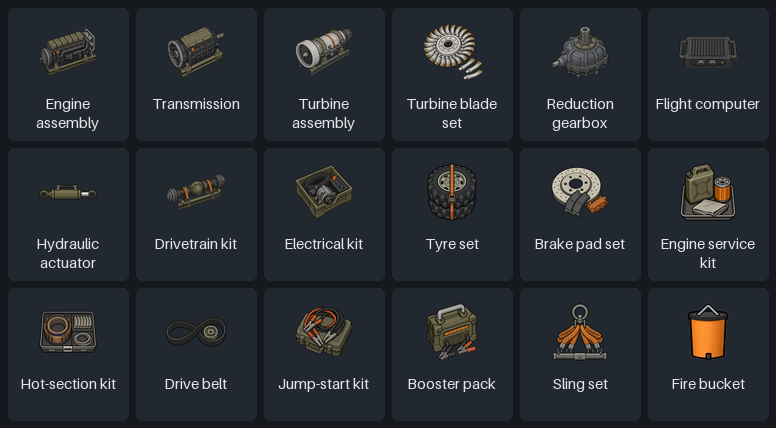 Engine
assembly
Transmission
Turbine
assembly
Turbine blade
set
Reduction
gearbox
Flight computer
Hydraulic
actuator
Drivetrain kit
Electrical kit
Tyre set
Brake pad set
Engine service
kit
Hot-section kit
Drive belt
Jump-start kit
Booster pack
Sling set
Fire bucket